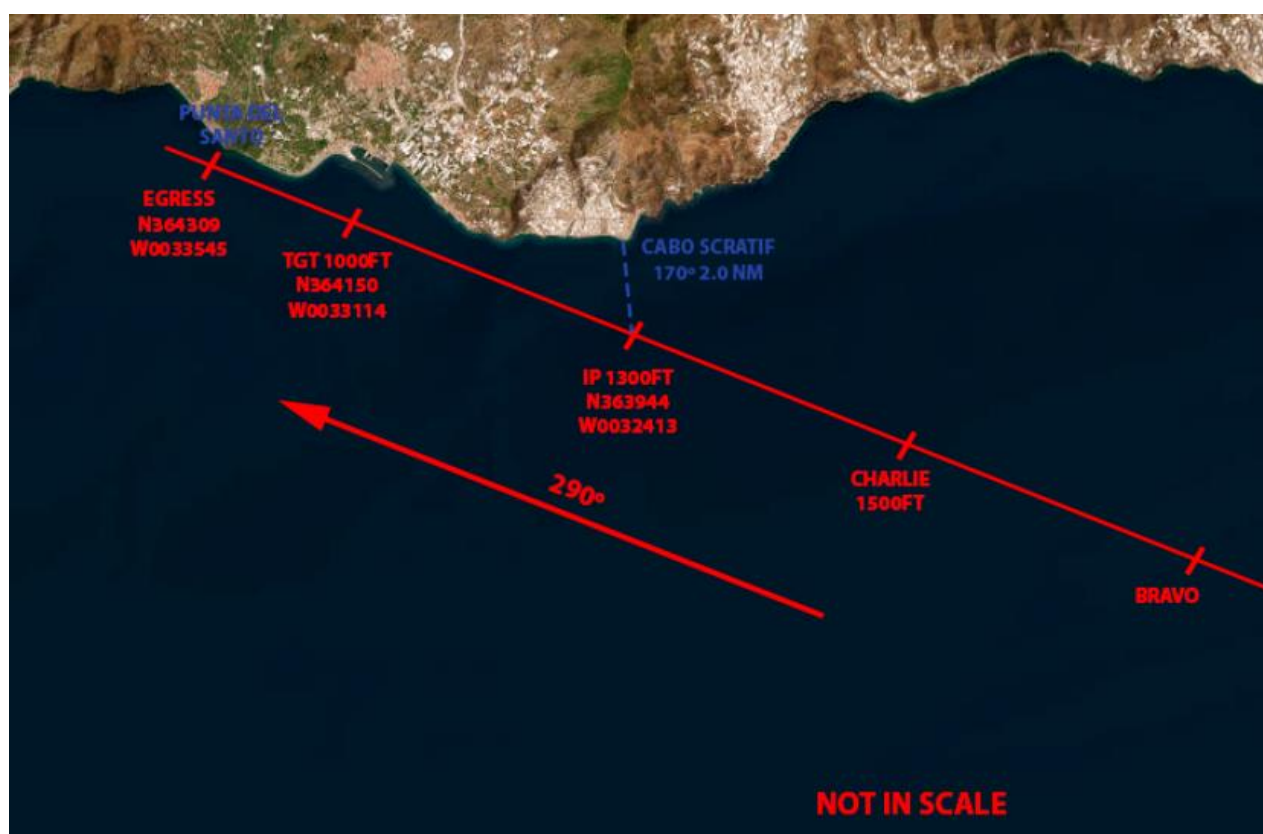 PUNTA DEL
SANTO
EGRESS
N364309
W0033545
TGT 1000FT
N364150
W0033114
CABO SCRATIF
170º 2.0 NM
IP 1300FT
N363944
W0032413
290º
CHARLIE
1500FT
BRAVO
NOT IN SCALE